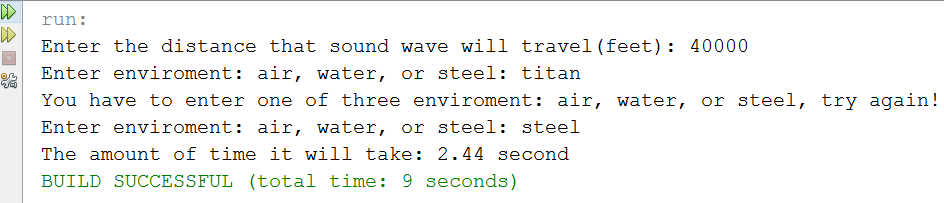 run:
Enter the distance that sound wave will travel(feet): 40000
Enter enviroment: air, water, or steel: titan
You have to enter one of three enviroment: air, water, or steel, try again!
Enter enviroment: air, water, or steel: steel
The amount of time it will take: 2.44 second
BUILD SUCCESSFUL (total time: 9 seconds)